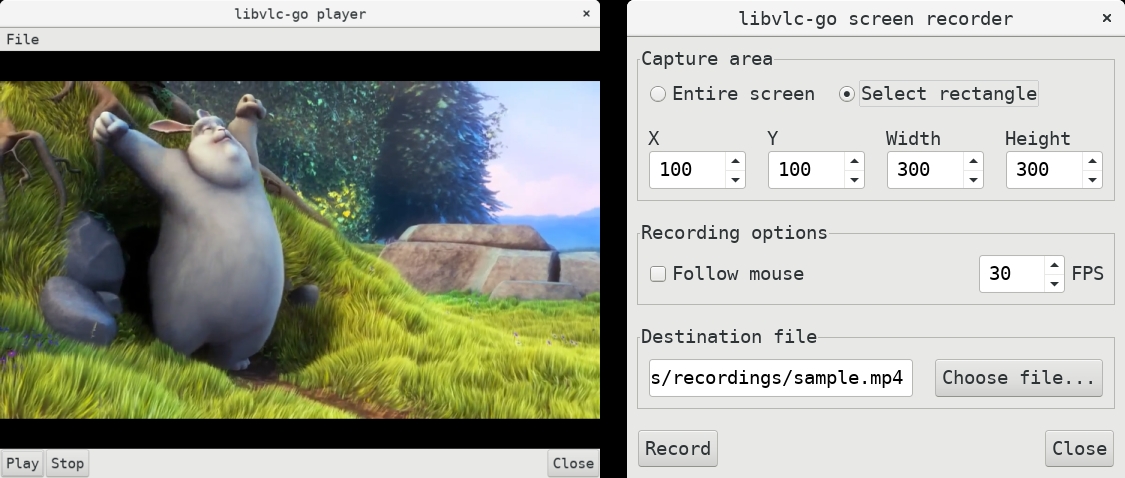 libvlc-go player ×
File
Play Stop Close
libvlc-go screen recorder ×
Capture area
Entire screen Select rectangle
X Y Width Height
100 100 300 300
Recording options
Follow mouse 30 FPS
Destination file
s/recordings/sample.mp4 Choose file...
Record Close